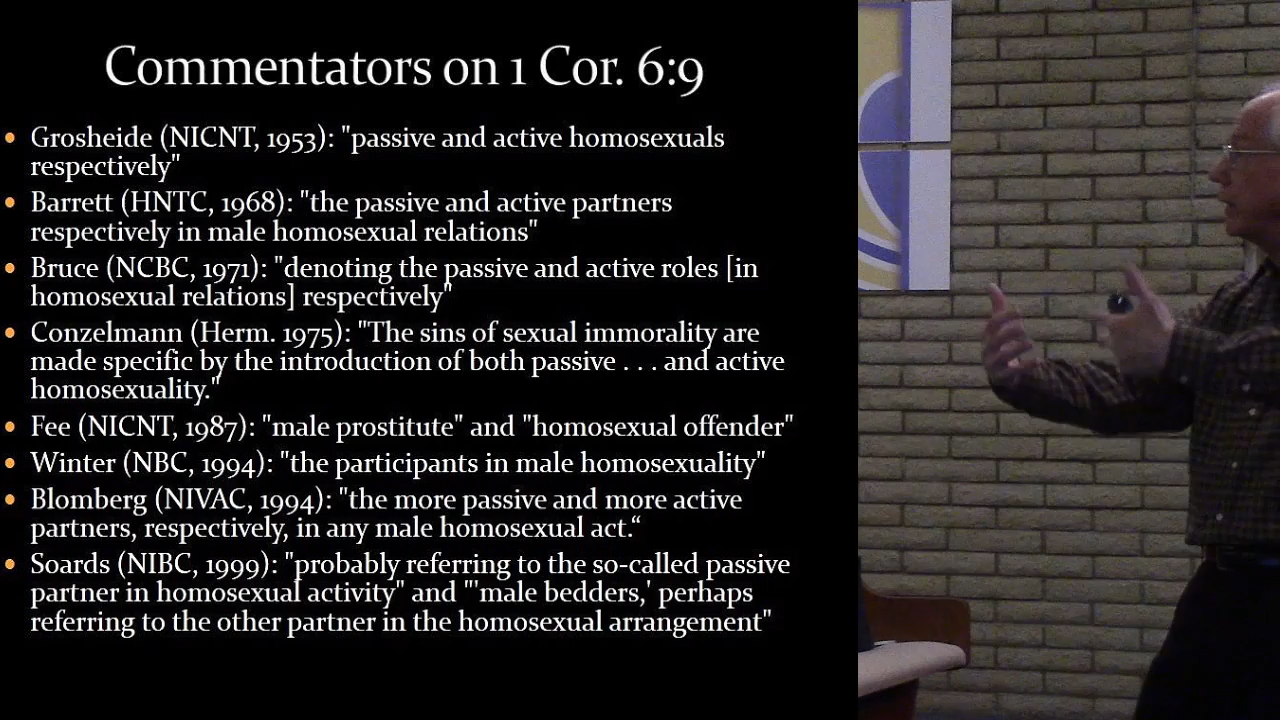 Commentators on 1 Cor. 6:9
• Grosheide (NICNT, 1953): "passive and active homosexuals
respectively"
• Barrett (HNTC, 1968): "the passive and active partners
respectively in male homosexual relations"
• Bruce (NCBC, 1971): "denoting the passive and active roles [in
homosexual relations] respectively"
• Conzelmann (Herm. 1975): "The sins of sexual immorality are
made specific by the introduction of both passive . . . and active
homosexuality."
• Fee (NICNT, 1987): "male prostitute" and "homosexual offender"
• Winter (NBC, 1994): "the participants in male homosexuality"
• Blomberg (NIVAC, 1994): "the more passive and more active
partners, respectively, in any male homosexual act.“
• Soards (NIBC, 1999): "probably referring to the so-called passive
partner in homosexual activity" and "'male bedders,' perhaps
referring to the other partner in the homosexual arrangement"